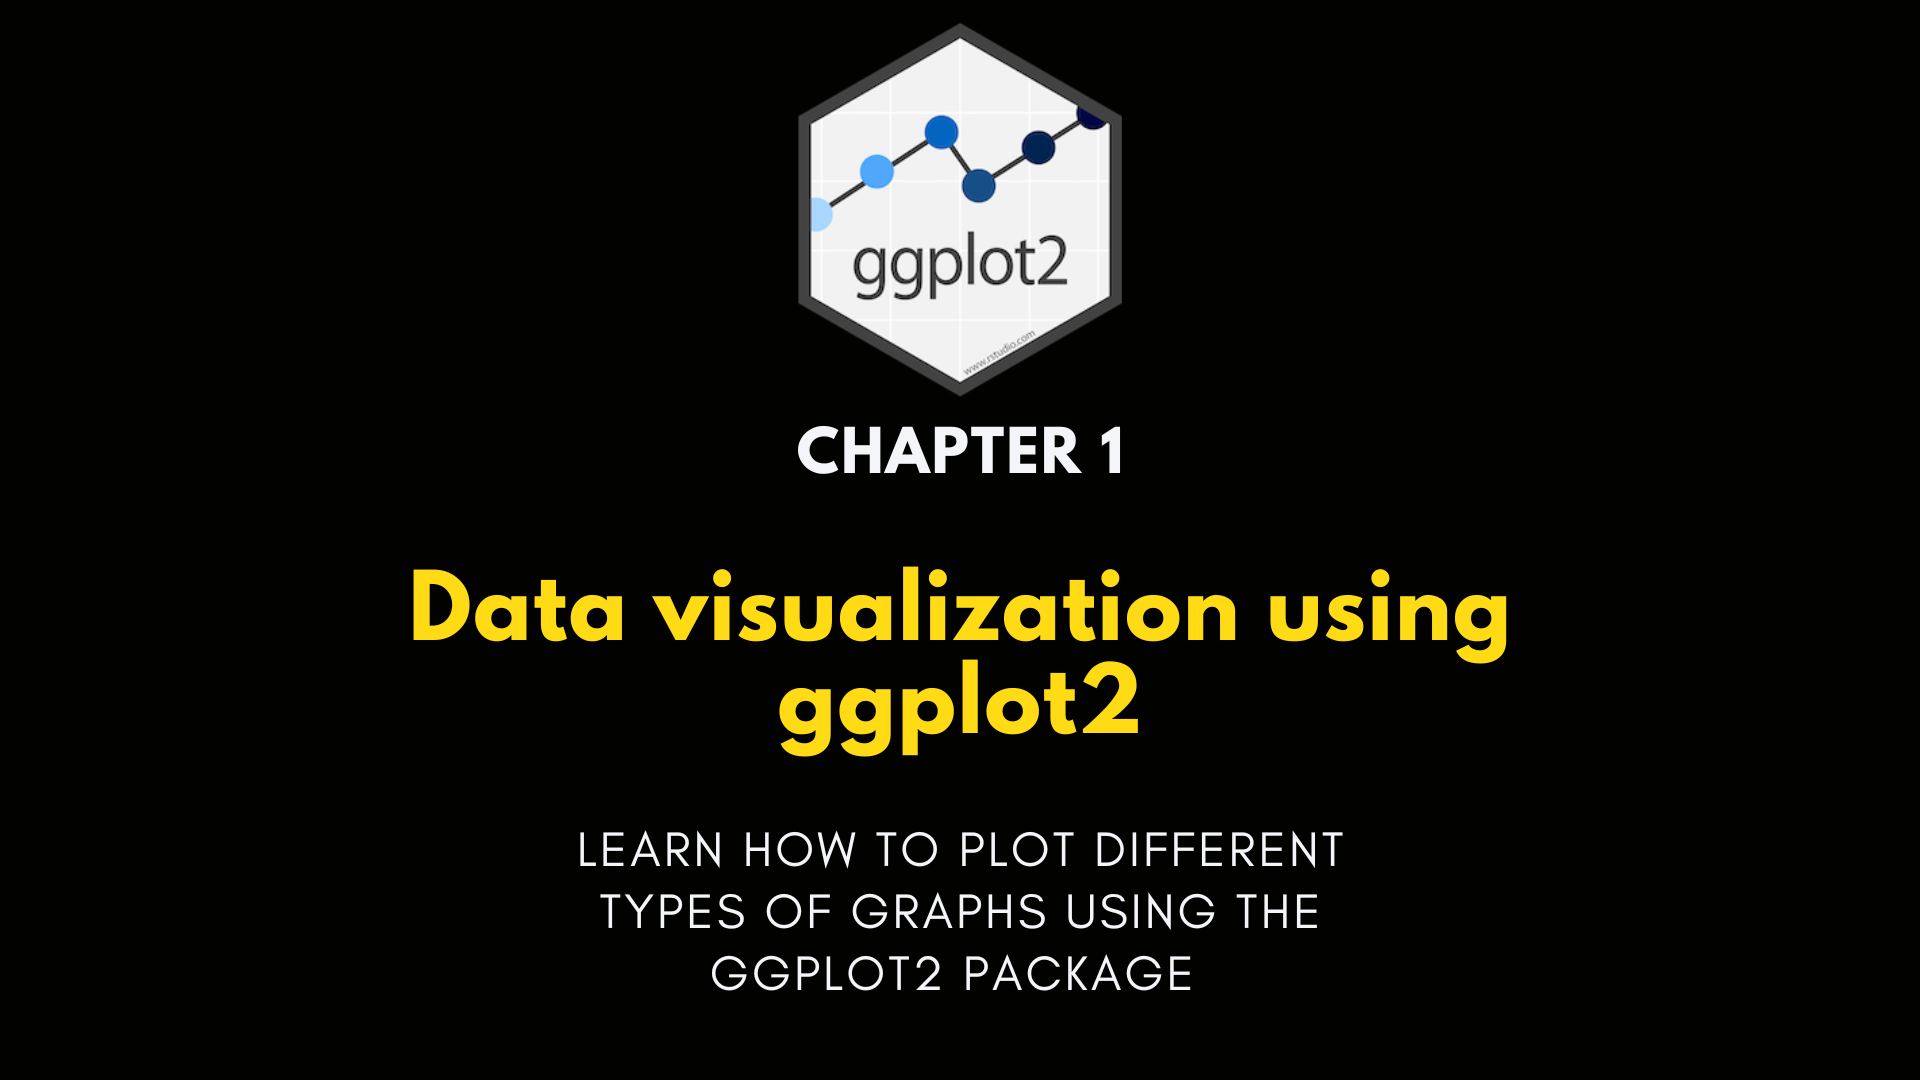 ggplot2
www.rstudio.com
CHAPTER 1
Data visualization using
ggplot2
LEARN HOW TO PLOT DIFFERENT
TYPES OF GRAPHS USING THE
GGPLOT2 PACKAGE